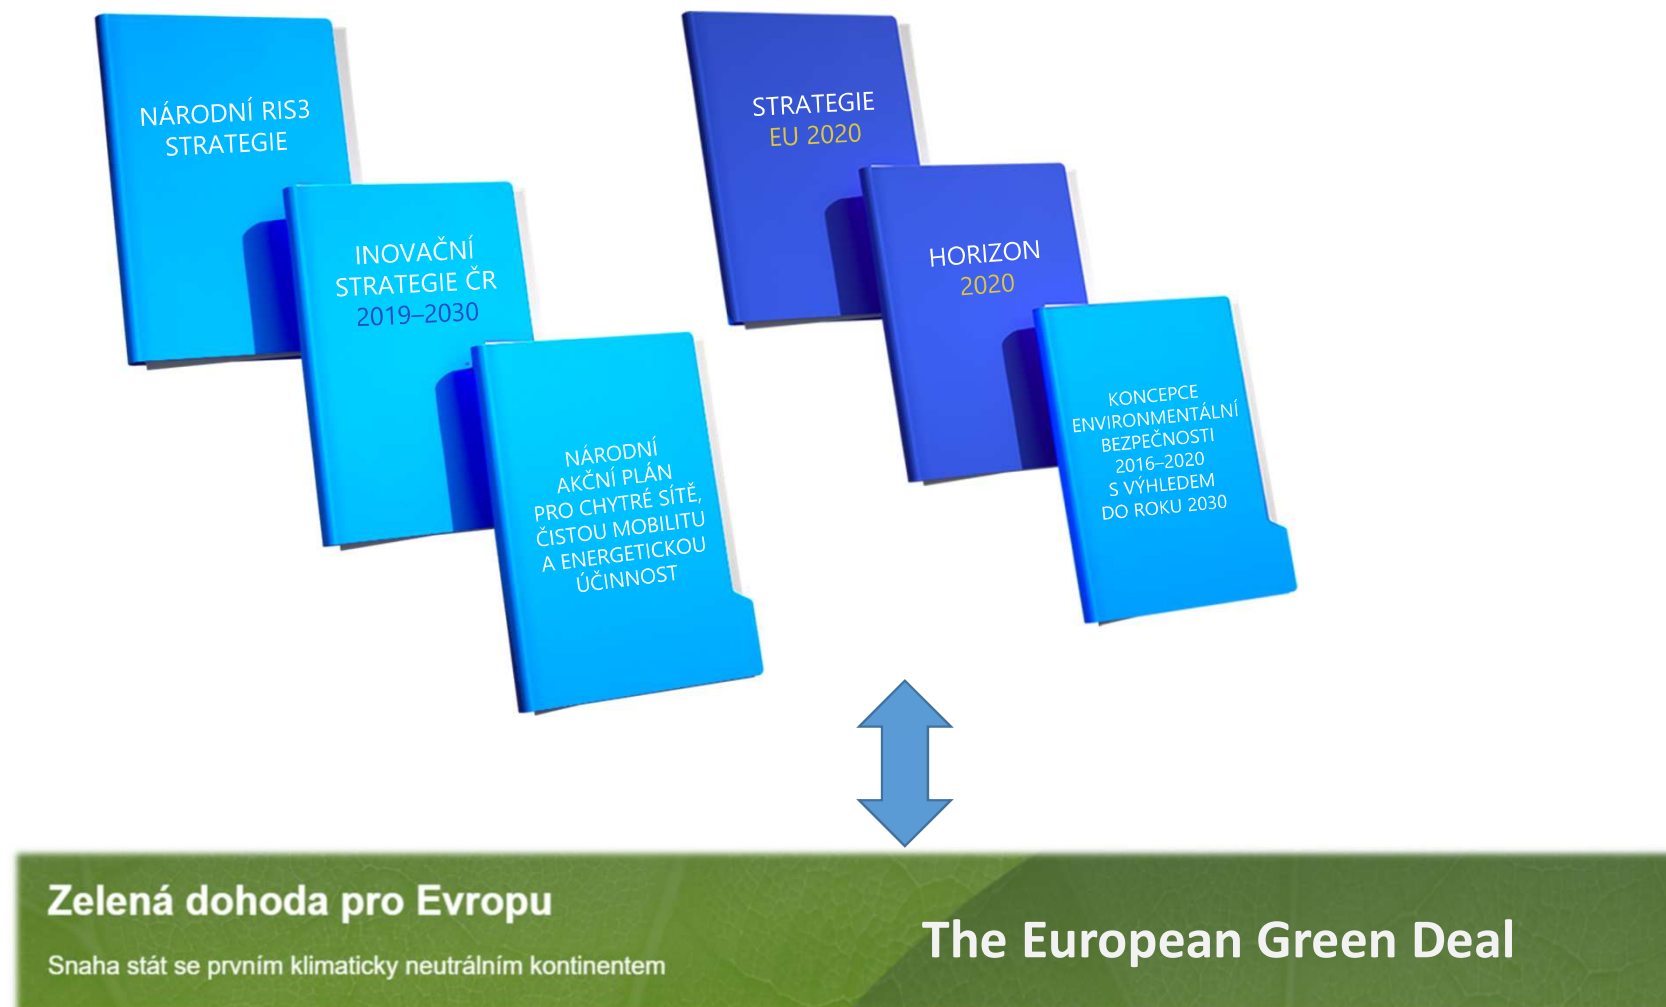 NÁRODNÍ RIS3
STRATEGIE
INOVAČNÍ
STRATEGIE ČR
2019–2030
NÁRODNÍ
AKČNÍ PLÁN
PRO CHYTRÉ SÍTĚ,
ČISTOU MOBILITU
A ENERGETICKOU
ÚČINNOST
STRATEGIE
EU 2020
HORIZON
2020
KONCEPCE
ENVIRONMENTÁLNÍ
BEZPEČNOSTI
2016–2020
S VÝHLEDEM
DO ROKU 2030
Zelená dohoda pro Evropu
Snaha stát se prvním klimaticky neutrálním kontinentem
The European Green Deal